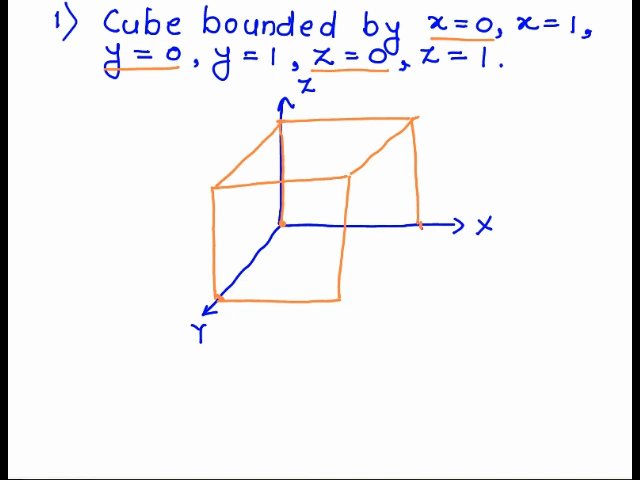 1) Cube bounded by x=0, x=1,
y=0, y=1, z=0, z=1.
Z
X
Y